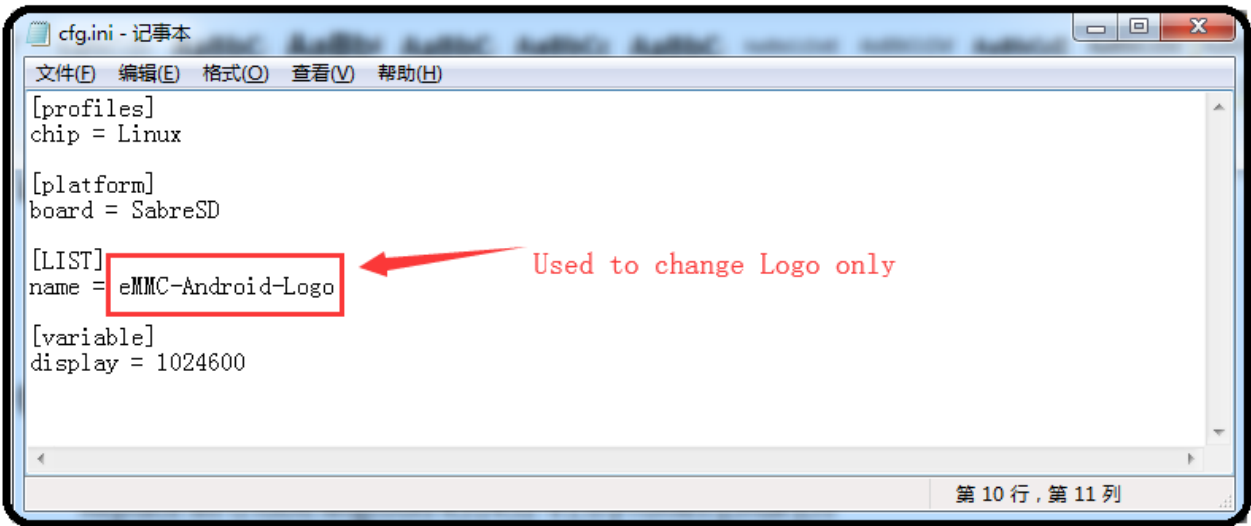 cfg.ini - 记事本
文件(F) 编辑(E) 格式(O) 查看(V) 帮助(H)
[profiles]
chip = Linux
[platform]
board = SabreSD
[LIST]
name = eMMC-Android-Logo
Used to change Logo only
[variable]
display = 1024600
第 10 行，第 11 列